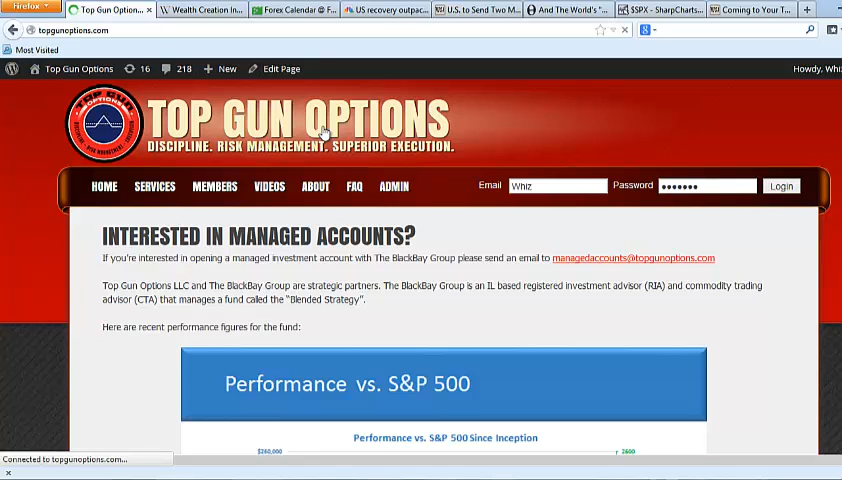 Firefox
Top Gun Option... × Wealth Creation In... Forex Calendar @ F... US recovery outpac... U.S. to Send Two M... And The World's "... $SPX - SharpCharts... Coming to Your T...
topgunoptions.com
Most Visited
Top Gun Options 16 218 + New Edit Page Howdy, Whi
TOP GUN OPTIONS
DISCIPLINE. RISK MANAGEMENT. SUPERIOR EXECUTION.
HOME SERVICES MEMBERS VIDEOS ABOUT FAQ ADMIN Email Whiz Password ••••••• Login
INTERESTED IN MANAGED ACCOUNTS?
If you're interested in opening a managed investment account with The BlackBay Group please send an email to managedaccounts@topgunoptions.com
Top Gun Options LLC and The BlackBay Group are strategic partners. The BlackBay Group is an IL based registered investment advisor (RIA) and commodity trading
advisor (CTA) that manages a fund called the "Blended Strategy".
Here are recent performance figures for the fund:
Performance vs. S&P 500
Performance vs. S&P 500 Since Inception
$240,000 2600
Connected to topgunoptions.com...